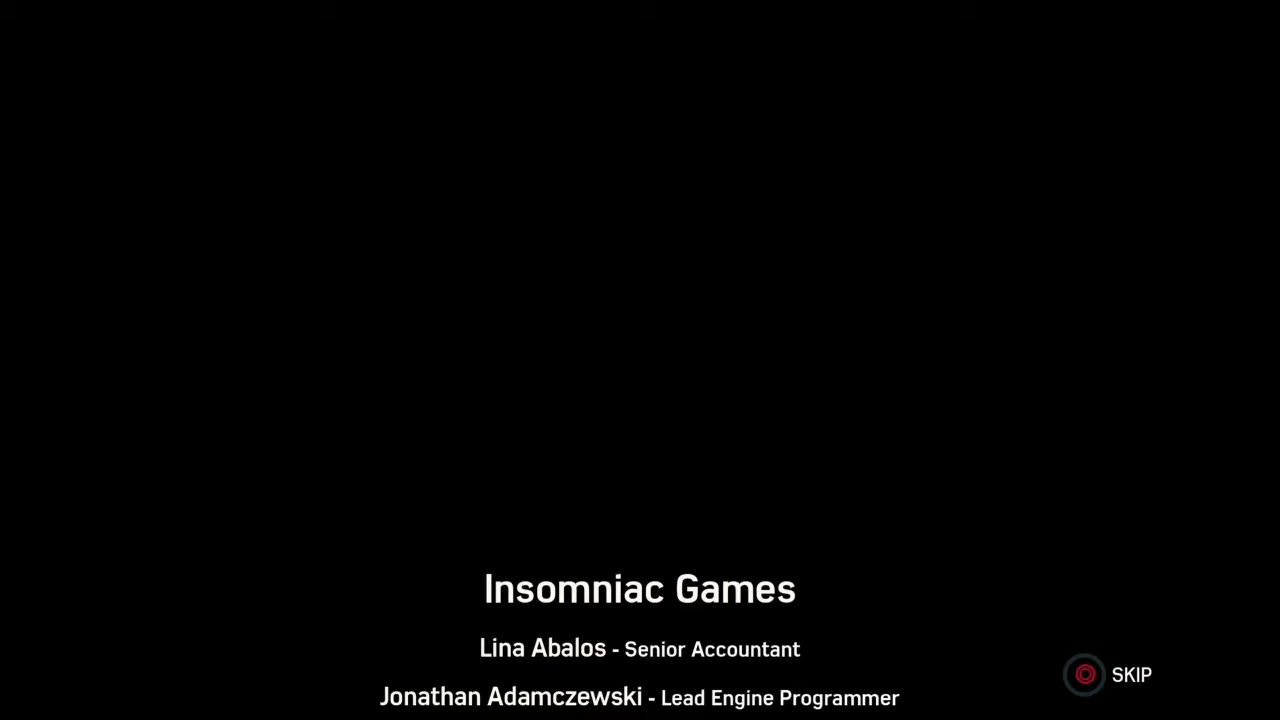 Insomniac Games
Lina Abalos - Senior Accountant
SKIP
Jonathan Adamczewski - Lead Engine Programmer